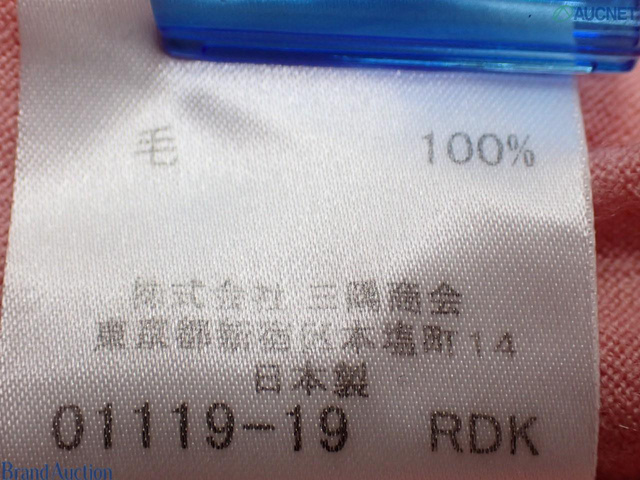 AUCNET
毛 100%
株式会社 三陽商会
東京都新宿区本塩町14
日本製
01119-19 RDK
Brand Auction